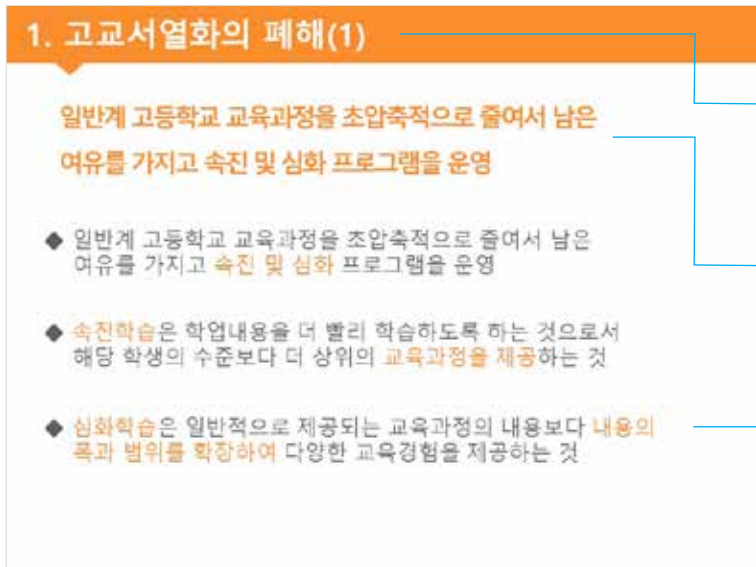 1. 고교서열화의 폐해(1)
일반계 고등학교 교육과정을 초압축적으로 줄여서 남은
여유를 가지고 속진 및 심화 프로그램을 운영
◆ 일반계 고등학교 교육과정을 초압축적으로 줄여서 남은
여유를 가지고 속진 및 심화 프로그램을 운영
◆ 속진학습은 학업내용을 더 빨리 학습하도록 하는 것으로서
해당 학생의 수준보다 더 상위의 교육과정을 제공하는 것
◆ 심화학습은 일반적으로 제공되는 교육과정의 내용보다 내용의
폭과 범위를 확장하여 다양한 교육경험을 제공하는 것